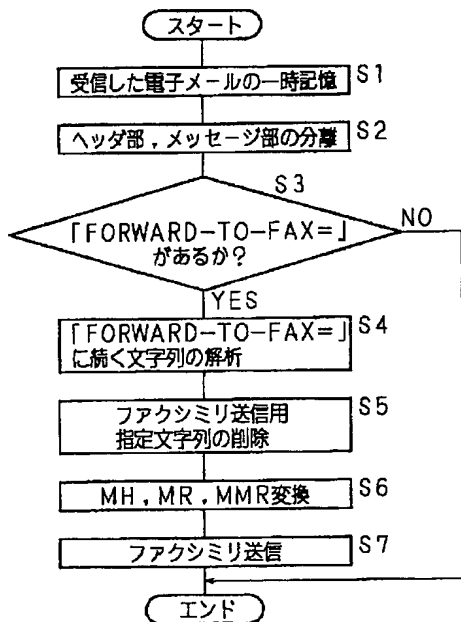 スタート
受信した電子メールの一時記憶 S1
ヘッダ部,メッセージ部の分離 S2
S3
「FORWARD-TO-FAX=」
があるか?
NO
YES
「FORWARD-TO-FAX=」 S4
に続く文字列の解析
ファクシミリ送信用 S5
指定文字列の削除
MH,MR,MMR変換 S6
ファクシミリ送信 S7
エンド